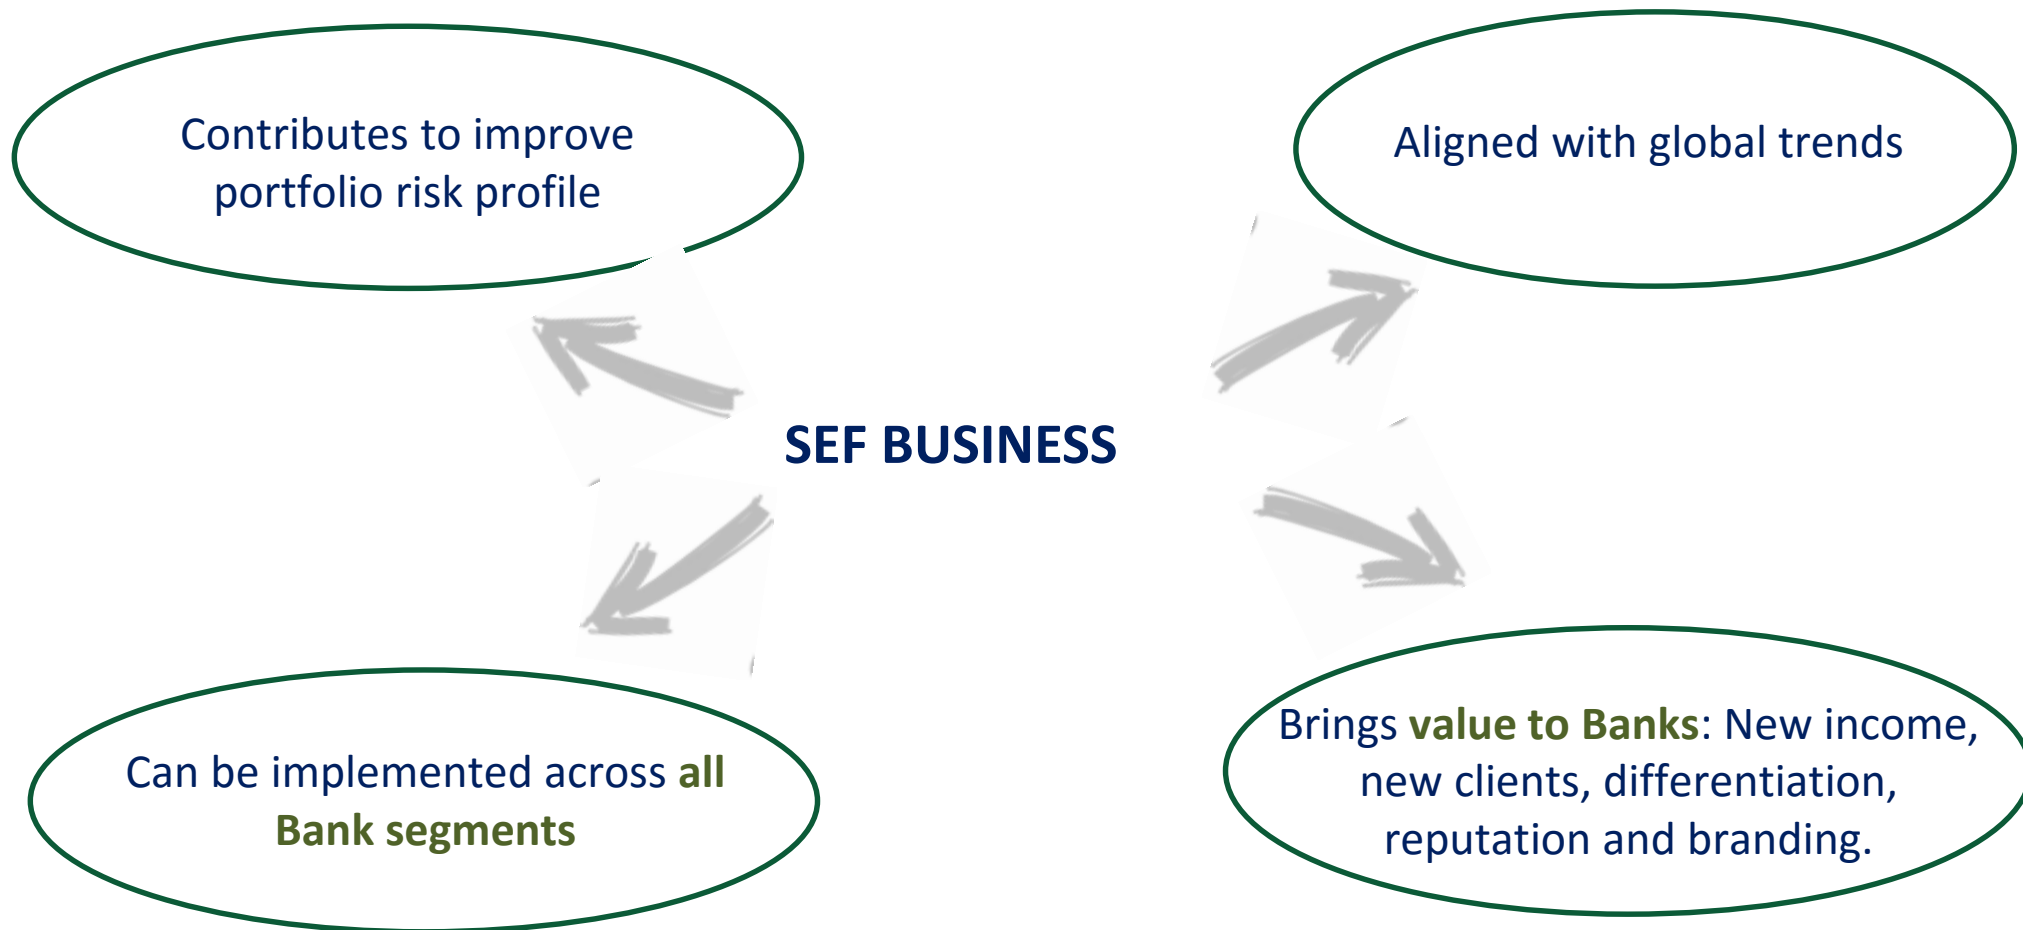 Contributes to improve
portfolio risk profile
Aligned with global trends
SEF BUSINESS
Can be implemented across all
Bank segments
Brings value to Banks: New income,
new clients, differentiation,
reputation and branding.